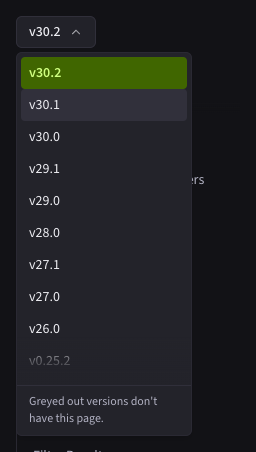 v30.2
v30.2
v30.1
v30.0
v29.1
ers
v29.0
v28.0
v27.1
v27.0
v26.0
v0.25.2
Greyed out versions don't
have this page.